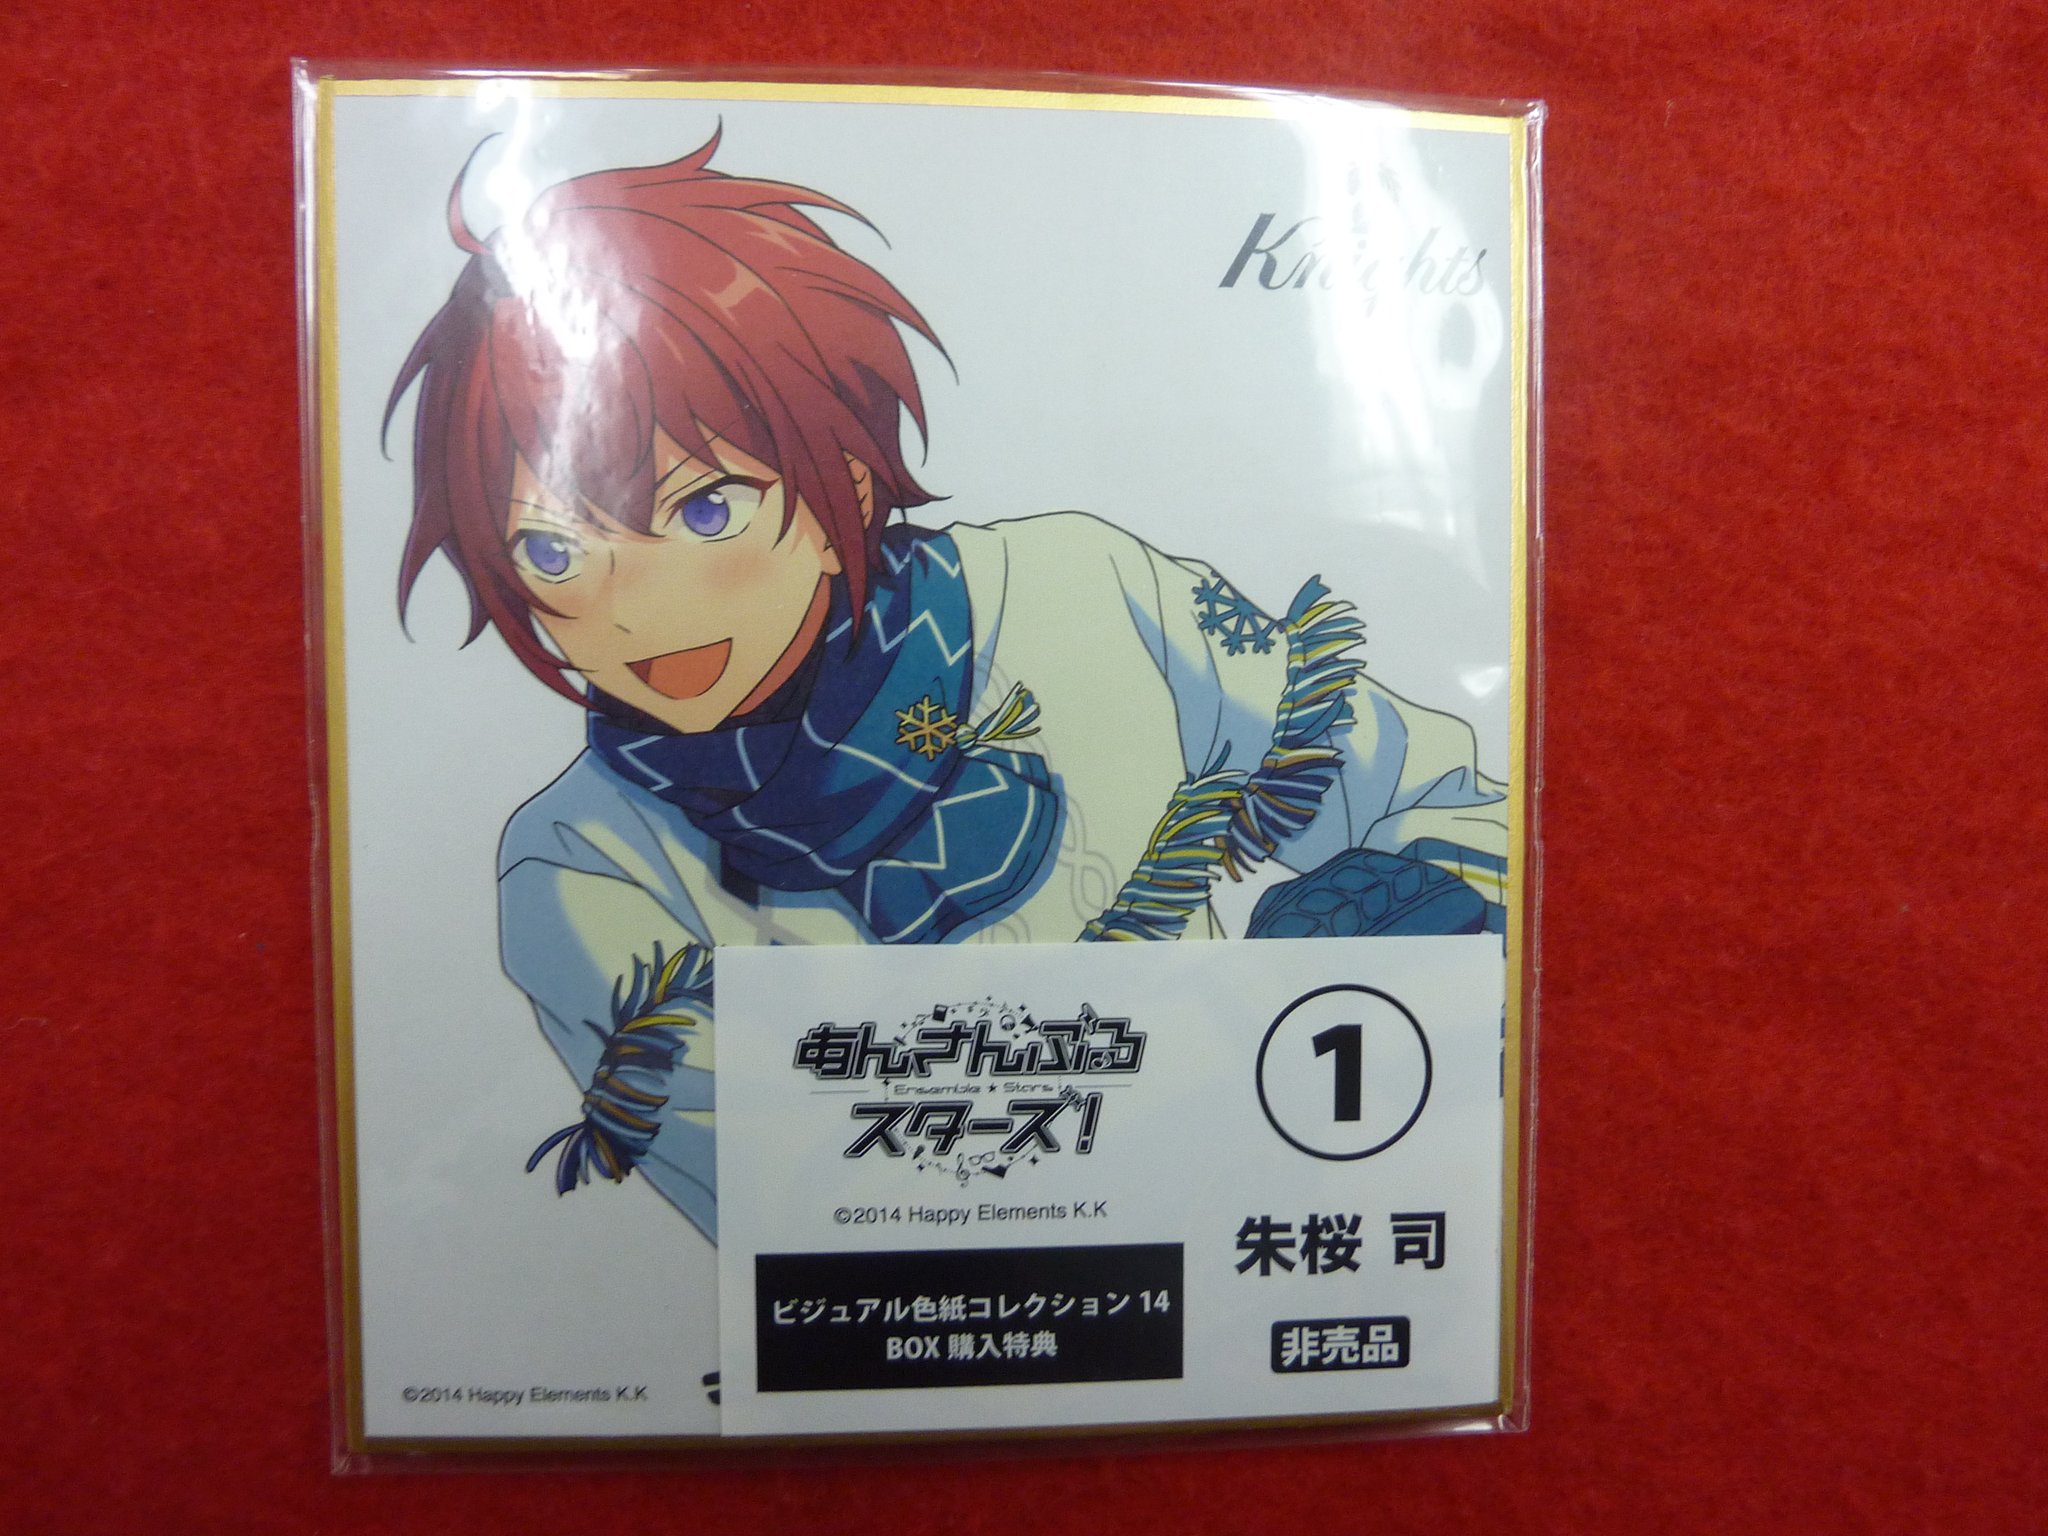 Knights
あんさんぶる
Ensemble ★ Stars
スターズ!
©2014 Happy Elements K.K
ビジュアル色紙コレクション 14
BOX 購入特典
1
朱桜 司
非売品
©2014 Happy Elements K.K